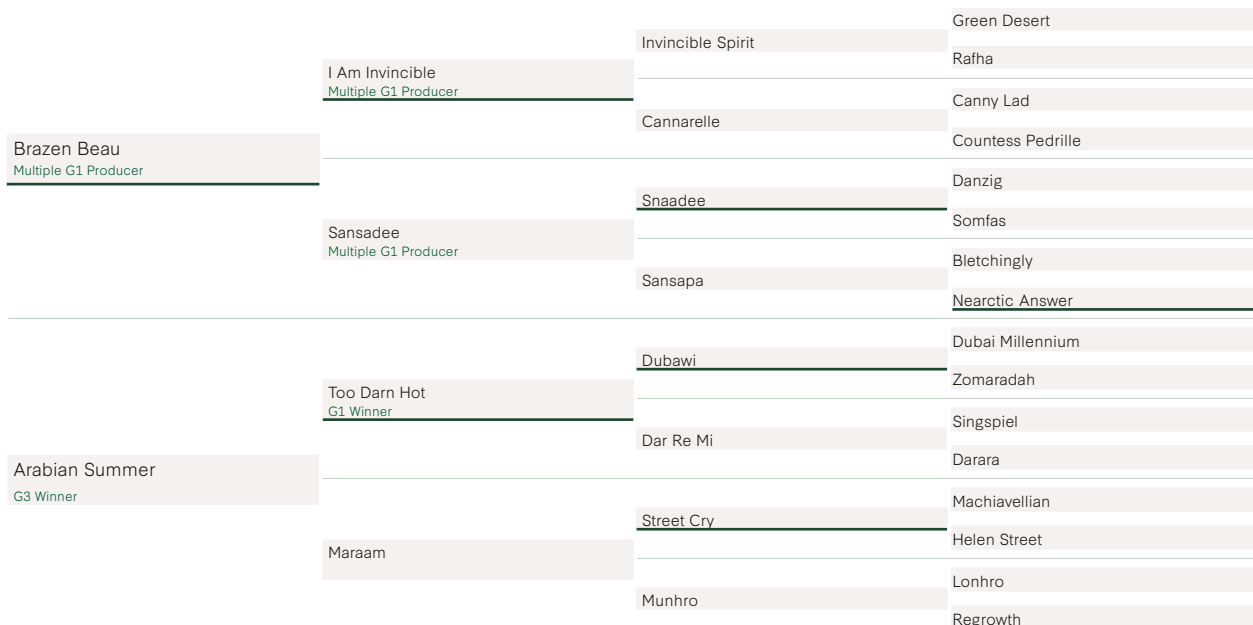 Green Desert
Invincible Spirit
Rafha
I Am Invincible
Multiple G1 Producer
Canny Lad
Cannarelle
Countess Pedrille
Brazen Beau
Multiple G1 Producer
Danzig
Snaadee
Somfas
Sansadee
Multiple G1 Producer
Bletchingly
Sansapa
Nearctic Answer
Dubai Millennium
Dubawi
Zomaradah
Too Darn Hot
G1 Winner
Singspiel
Dar Re Mi
Darara
Arabian Summer
G3 Winner
Machiavellian
Street Cry
Helen Street
Maraam
Lonhro
Munhro
Regrowth